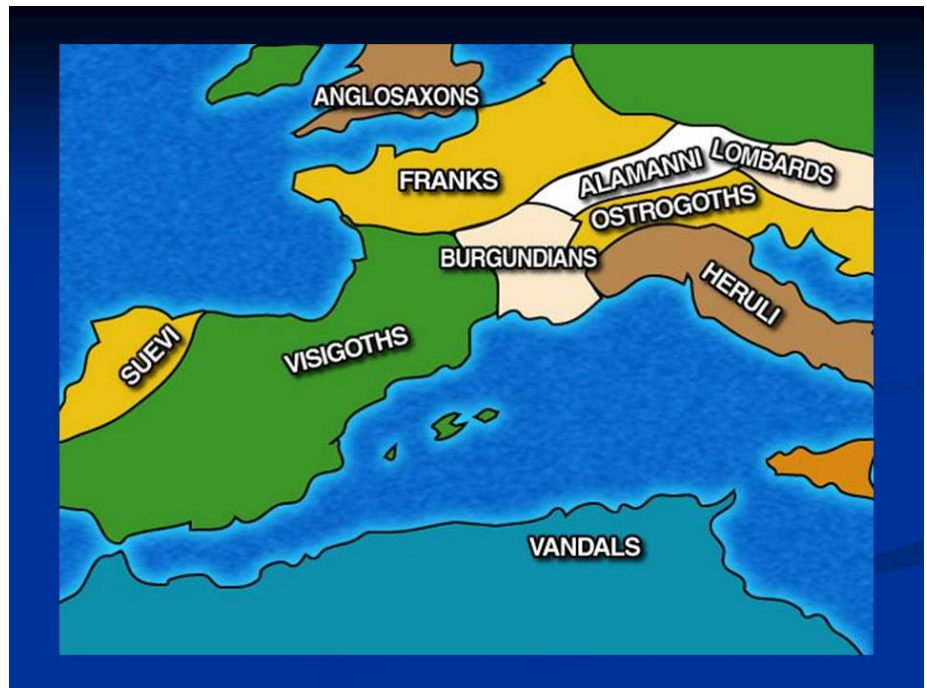 ANGLOSAXONS
FRANKS
ALAMANNI
LOMBARDS
OSTROGOTHS
BURGUNDIANS
HERULI
SUEVI
VISIGOTHS
VANDALS